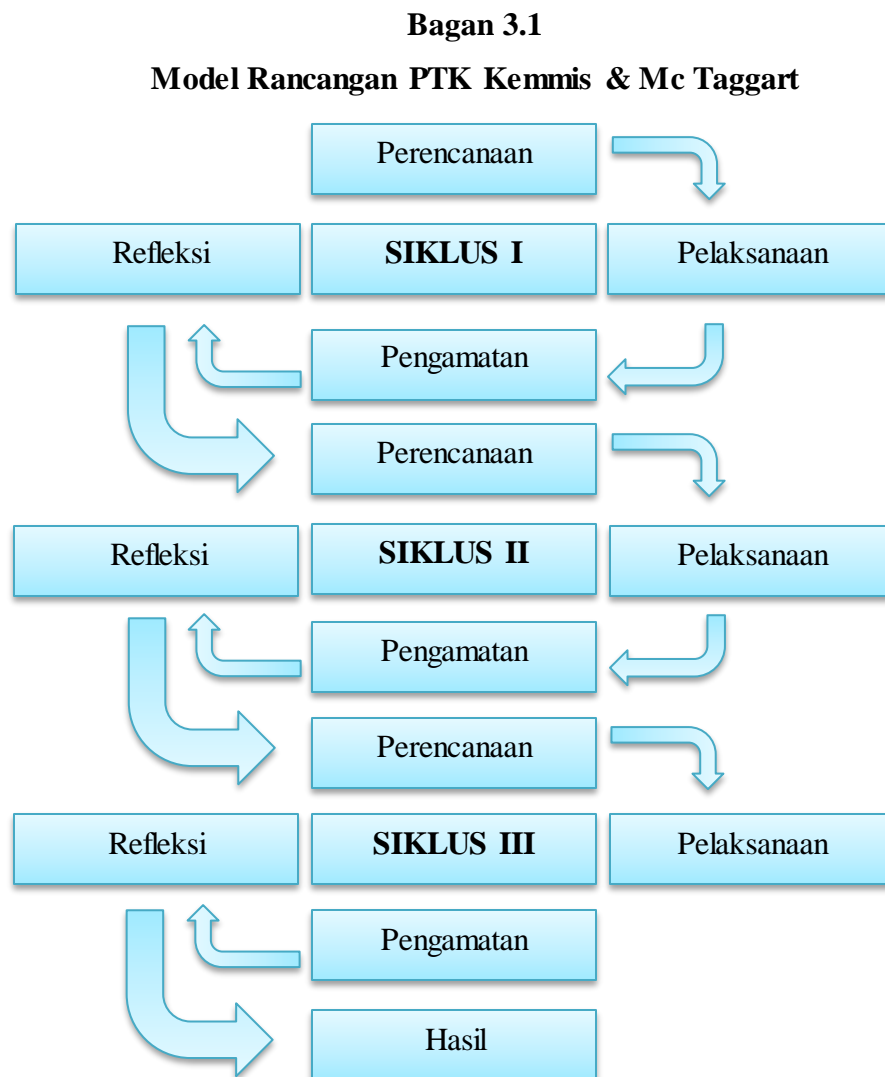 Bagan 3.1
Model Rancangan PTK Kemmis & Mc Taggart
Perencanaan
Refleksi
SIKLUS I
Pelaksanaan
Pengamatan
Perencanaan
Refleksi
SIKLUS II
Pelaksanaan
Pengamatan
Perencanaan
Refleksi
SIKLUS III
Pelaksanaan
Pengamatan
Hasil